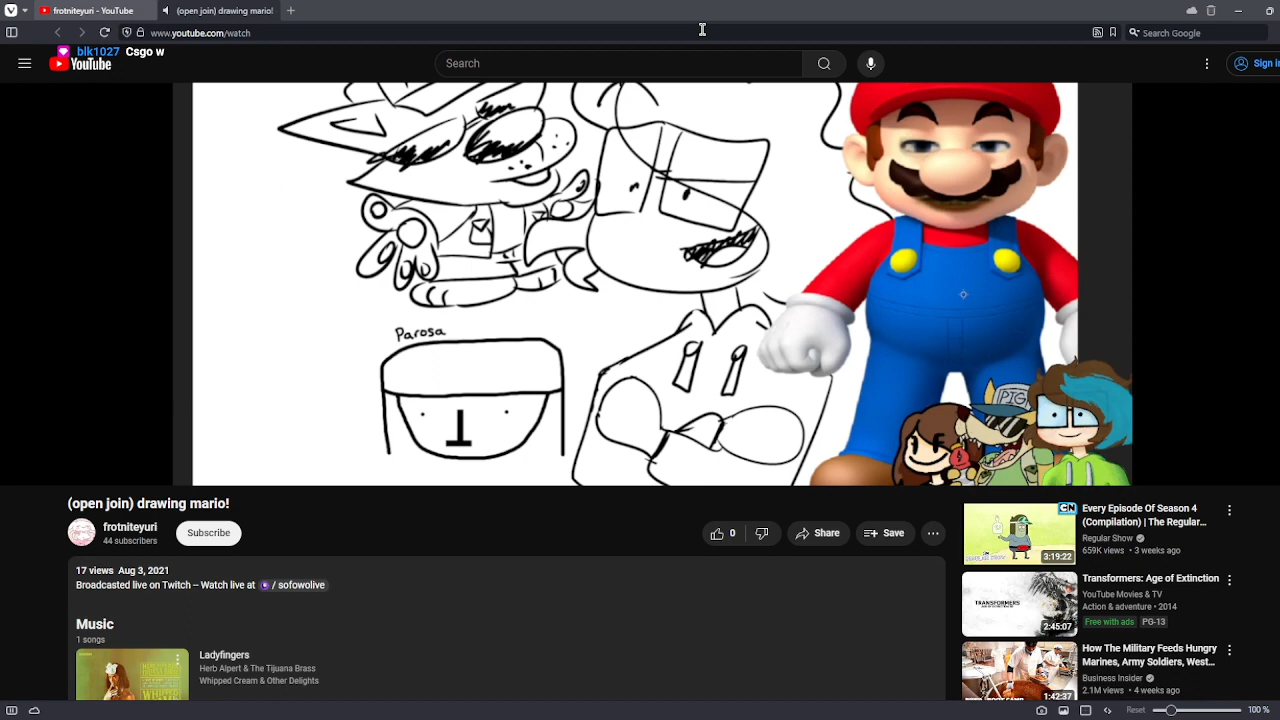 frotniteyuri - YouTube
(open join) drawing mario!
www.youtube.com/watch
Search Google
blk1027 Csgo w
YouTube
Search
Sign in
Parosa
PIG
(open join) drawing mario!
frotniteyuri
44 subscribers
Subscribe
0
Share
Save
17 views Aug 3, 2021
Broadcasted live on Twitch -- Watch live at / sofowolive
Music
1 songs
Ladyfingers
Herb Alpert & The Tijuana Brass
Whipped Cream & Other Delights
CN
3:19:22
Every Episode Of Season 4
(Compilation) | The Regular...
Regular Show
659K views • 3 weeks ago
TRANSFORMERS
2:45:07
Transformers: Age of Extinction
YouTube Movies & TV
Action & adventure • 2014
Free with ads PG-13
1:42:37
How The Military Feeds Hungry
Marines, Army Soldiers, West...
Business Insider
2.1M views • 4 weeks ago
Reset
100 %